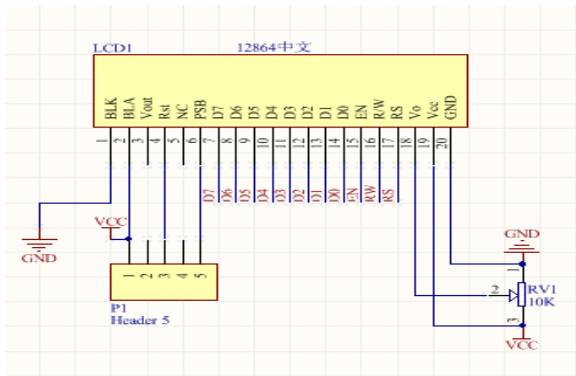 LCD1
12864中文
BLK BLA Vout Rst NC PSB D7 D6 D5 D4 D3 D2 D1 D0 EN R/W RS Vo Vcc GND
1 2 3 4 5 6 7 8 9 10 11 12 13 14 15 16 17 18 19 20
D7 D6 D5 D4 D3 D2 D1 D0 EN RW RS
VCC
GND
GND
1 2 3 4 5
1
2
RV1
10K
3
P1
Header 5
VCC